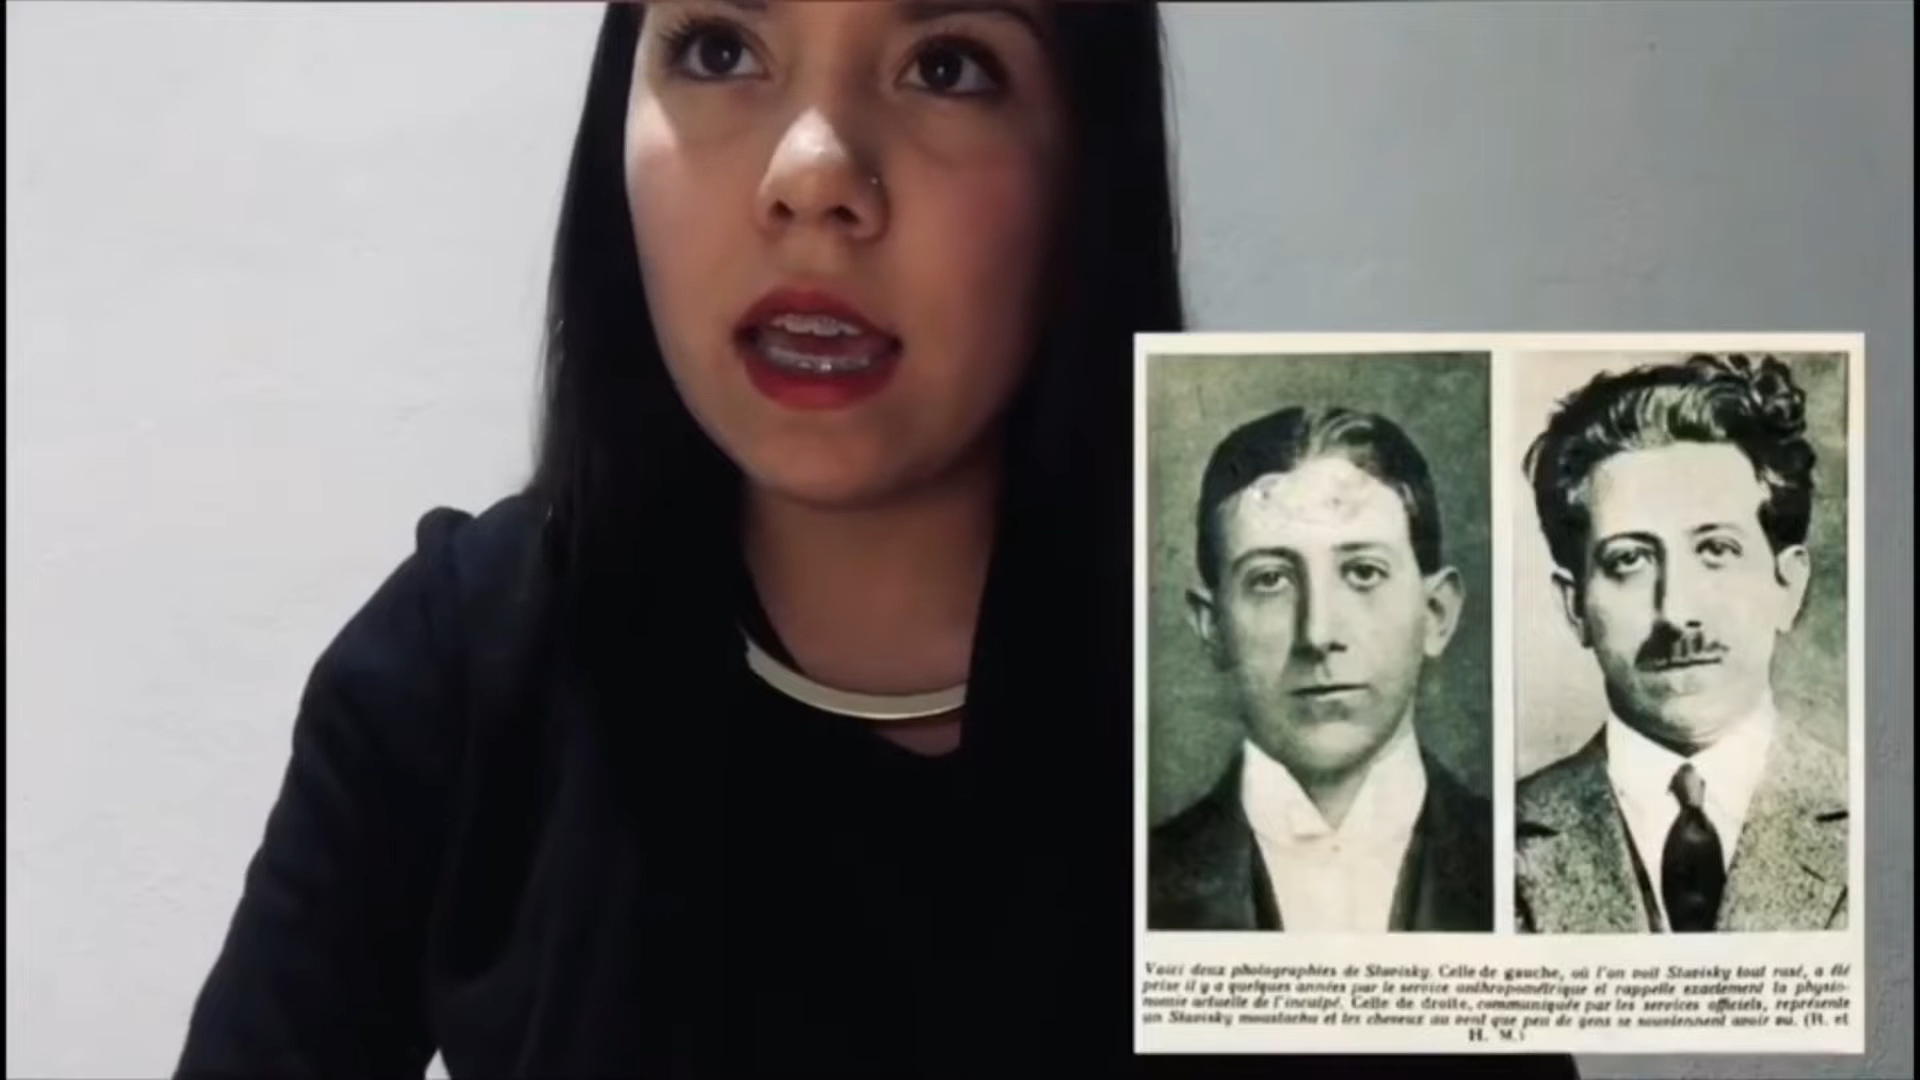 Voici deux photographies de Stavisky. Celle de gauche, où l'on voit Stavisky tout rasé, a été
prise il y a quelques années par le service anthropométrique et rappelle exactement la physio-
nomie actuelle de l'inculpé. Celle de droite, communiquée par les services officiels, représente
un Stavisky moustachu et les cheveux au vent que peu de gens se souviennent avoir vu. (R. et
H. M.)